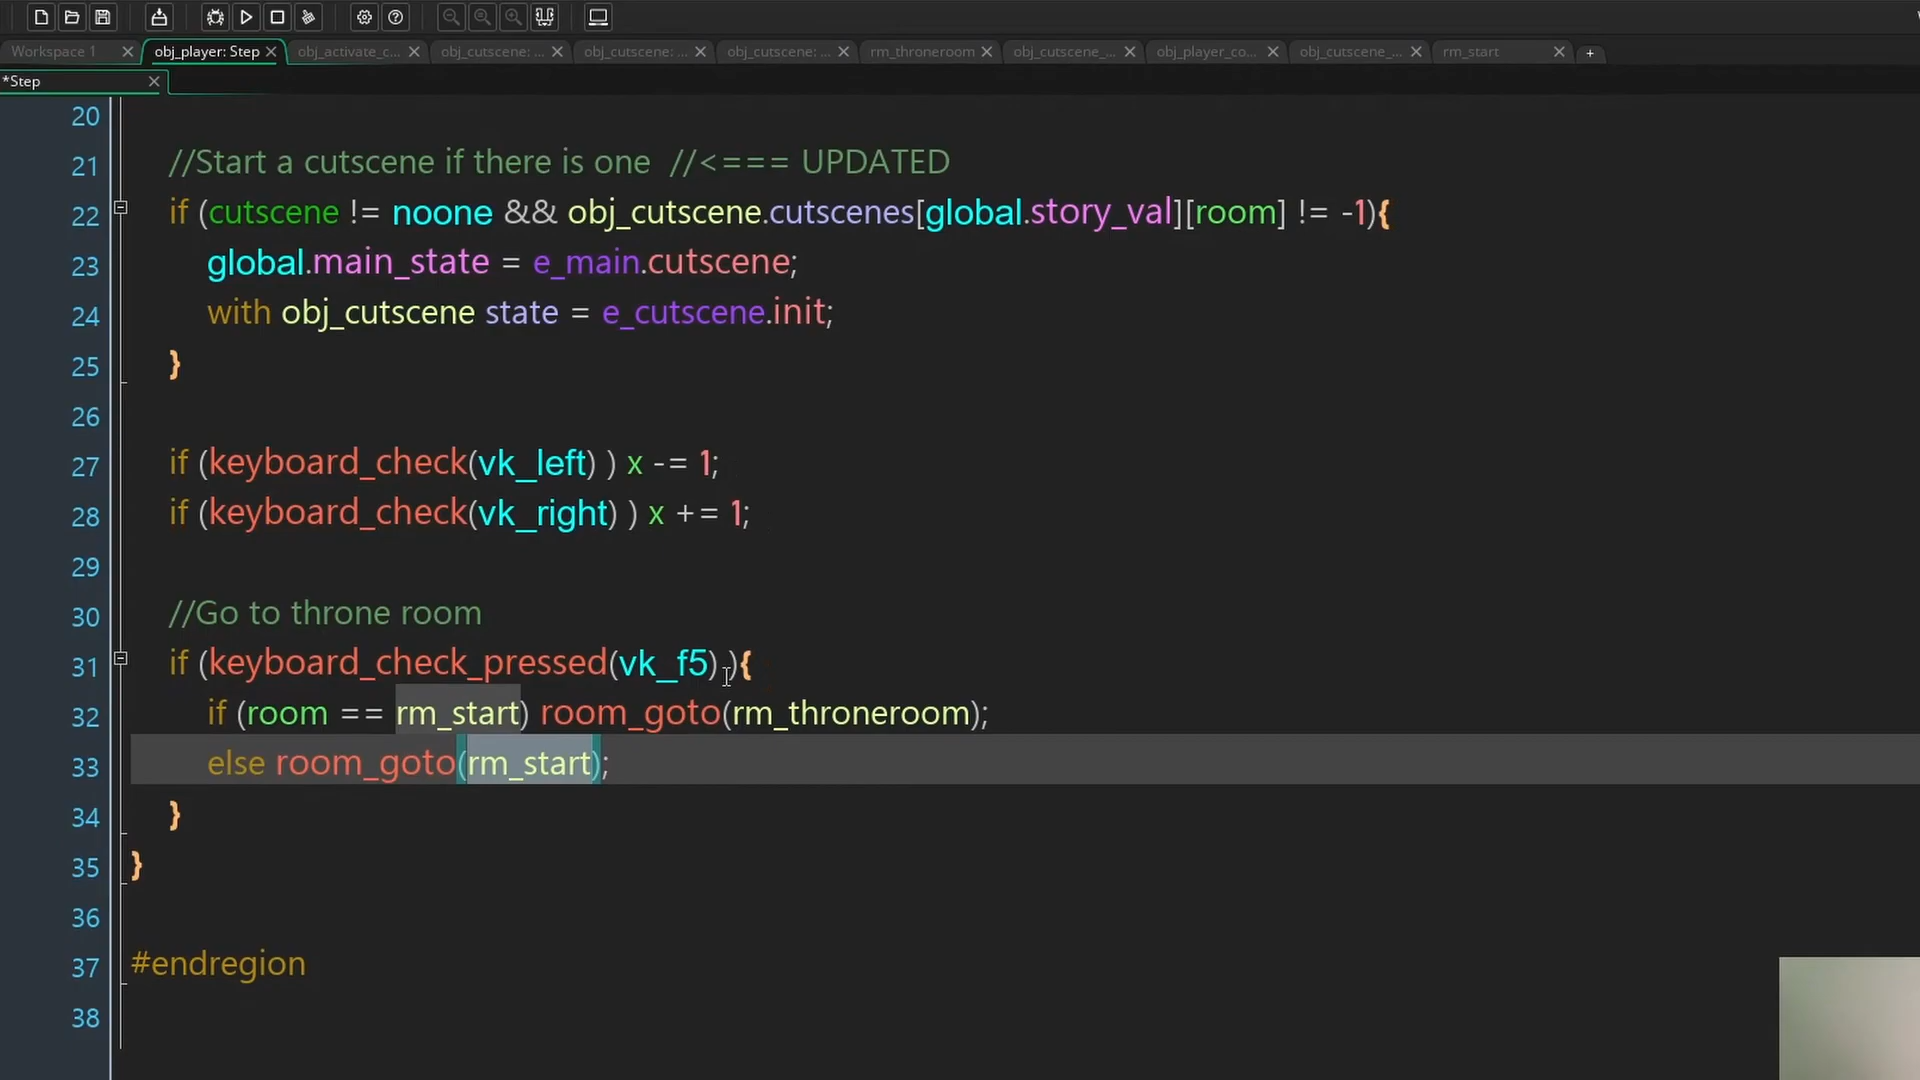 Workspace 1
obj_player: Step
obj_activate_c...
obj_cutscene: ...
obj_cutscene: ...
obj_cutscene: ...
rm_throneroom
obj_cutscene_...
obj_player_co...
obj_cutscene_...
rm_start
*Step
20
21 //Start a cutscene if there is one //<=== UPDATED
22 if (cutscene != noone && obj_cutscene.cutscenes[global.story_val][room] != -1){
23 global.main_state = e_main.cutscene;
24 with obj_cutscene state = e_cutscene.init;
25 }
26
27 if (keyboard_check(vk_left) ) x -= 1;
28 if (keyboard_check(vk_right) ) x += 1;
29
30 //Go to throne room
31 if (keyboard_check_pressed(vk_f5) ){
32 if (room == rm_start) room_goto(rm_throneroom);
33 else room_goto(rm_start);
34 }
35 }
36
37 #endregion
38